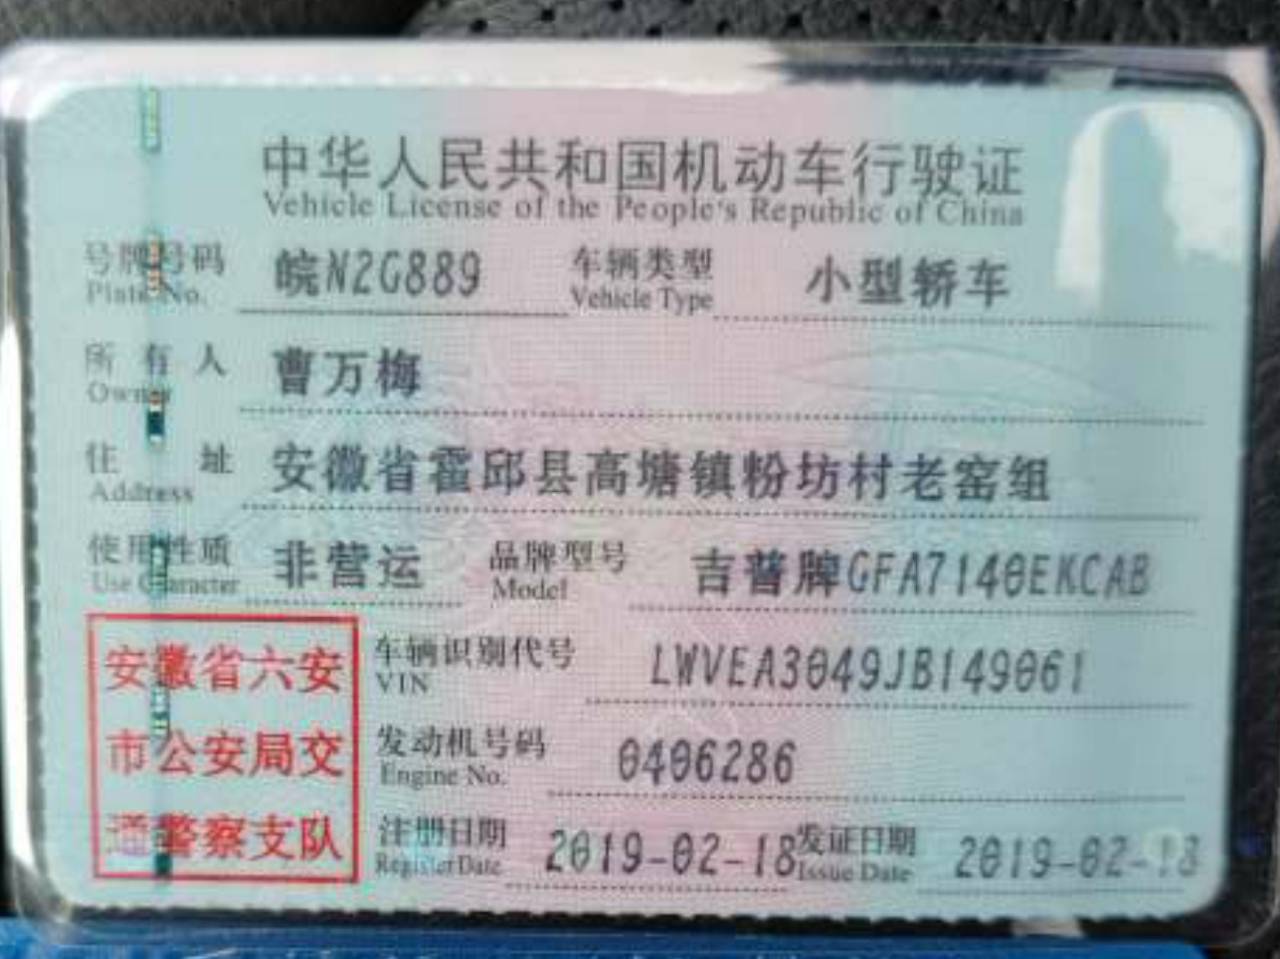 中华人民共和国机动车行驶证
Vehicle License of the People's Republic of China
号牌号码 皖N2G889 车辆类型 小型轿车
Plate No. Vehicle Type
所有人 曹万梅
Owner
住址 安徽省霍邱县高塘镇粉坊村老窑组
Address
使用性质 非营运 品牌型号 吉普牌GFA7140EKCAB
Use Character Model
安徽省六安
市公安局交
通警察支队
车辆识别代号 LWVEA3049JB149061
VIN
发动机号码 0406286
Engine No.
注册日期 2019-02-18 发证日期 2019-02-18
Register Date Issue Date